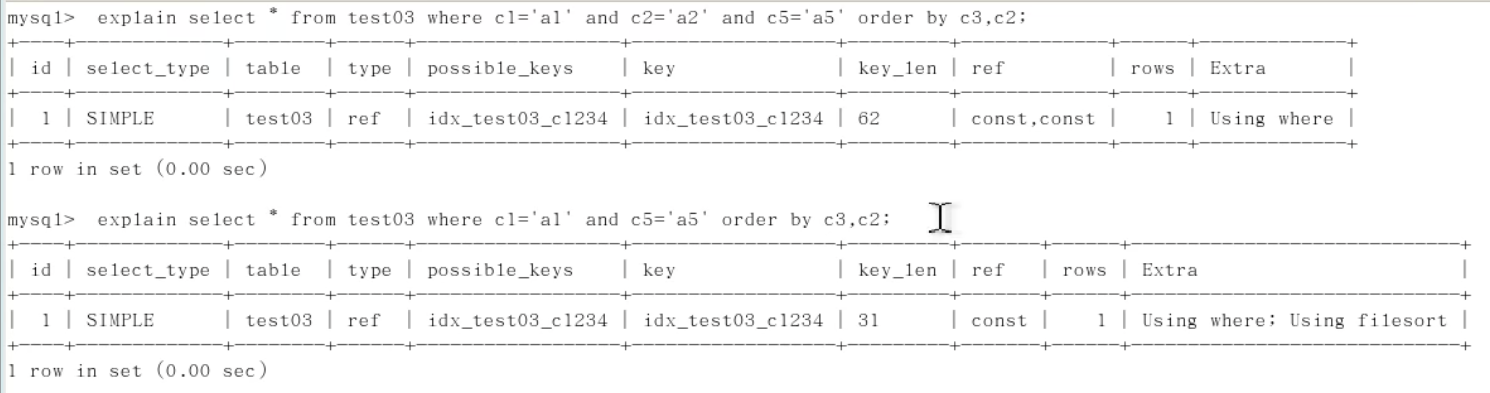 mysql>  explain select * from test03 where c1='a1' and c2='a2' and c5='a5' order by c3,c2;
+----+-------------+--------+------+-----------------+-----------------+---------+-------------+------+-------------+
| id | select_type | table  | type | possible_keys   | key             | key_len | ref         | rows | Extra       |
+----+-------------+--------+------+-----------------+-----------------+---------+-------------+------+-------------+
|  1 | SIMPLE      | test03 | ref  | idx_test03_c1234 | idx_test03_c1234 | 62      | const,const |    1 | Using where |
+----+-------------+--------+------+-----------------+-----------------+---------+-------------+------+-------------+
1 row in set (0.00 sec)
mysql>  explain select * from test03 where c1='a1' and c5='a5' order by c3,c2;
+----+-------------+--------+------+-----------------+-----------------+---------+-------+------+-----------------------------+
| id | select_type | table  | type | possible_keys   | key             | key_len | ref   | rows | Extra                       |
+----+-------------+--------+------+-----------------+-----------------+---------+-------+------+-----------------------------+
|  1 | SIMPLE      | test03 | ref  | idx_test03_c1234 | idx_test03_c1234 | 31      | const |    1 | Using where; Using filesort |
+----+-------------+--------+------+-----------------+-----------------+---------+-------+------+-----------------------------+
1 row in set (0.00 sec)